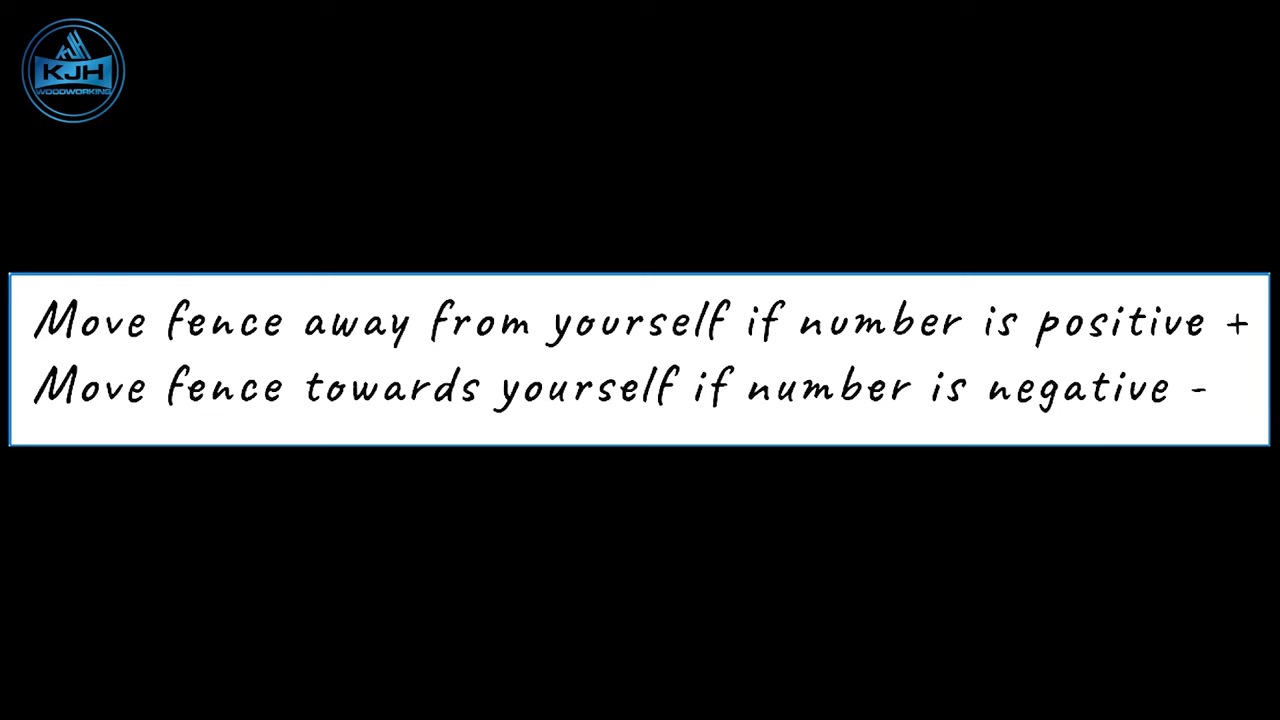 KJH
KJH
WOODWORKING
Move fence away from yourself if number is positive +
Move fence towards yourself if number is negative -